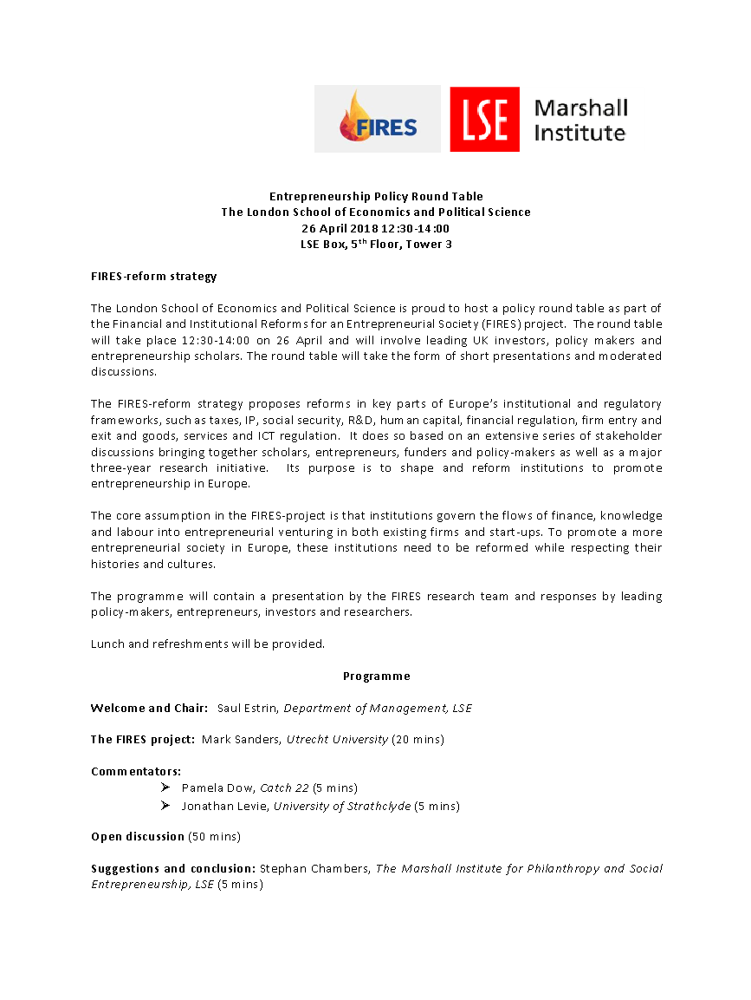 FIRES
LSE
Marshall
Institute
Entrepreneurship Policy Round Table
The London School of Economics and Political Science
26 April 2018 12:30-14:00
LSE Box, 5th Floor, Tower 3
FIRES-reform strategy
The London School of Economics and Political Science is proud to host a policy round table as part of
the Financial and Institutional Reforms for an Entrepreneurial Society (FIRES) project. The round table
will take place 12:30-14:00 on 26 April and will involve leading UK investors, policy makers and
entrepreneurship scholars. The round table will take the form of short presentations and moderated
discussions.
The FIRES-reform strategy proposes reforms in key parts of Europe's institutional and regulatory
frameworks, such as taxes, IP, social security, R&D, human capital, financial regulation, firm entry and
exit and goods, services and ICT regulation. It does so based on an extensive series of stakeholder
discussions bringing together scholars, entrepreneurs, funders and policy-makers as well as a major
three-year research initiative. Its purpose is to shape and reform institutions to promote
entrepreneurship in Europe.
The core assumption in the FIRES-project is that institutions govern the flows of finance, knowledge
and labour into entrepreneurial venturing in both existing firms and start-ups. To promote a more
entrepreneurial society in Europe, these institutions need to be reformed while respecting their
histories and cultures.
The programme will contain a presentation by the FIRES research team and responses by leading
policy-makers, entrepreneurs, investors and researchers.
Lunch and refreshments will be provided.
Programme
Welcome and Chair: Saul Estrin, Department of Management, LSE
The FIRES project: Mark Sanders, Utrecht University (20 mins)
Commentators:
➢ Pamela Dow, Catch 22 (5 mins)
➢ Jonathan Levie, University of Strathclyde (5 mins)
Open discussion (50 mins)
Suggestions and conclusion: Stephan Chambers, The Marshall Institute for Philanthropy and Social
Entrepreneurship, LSE (5 mins)